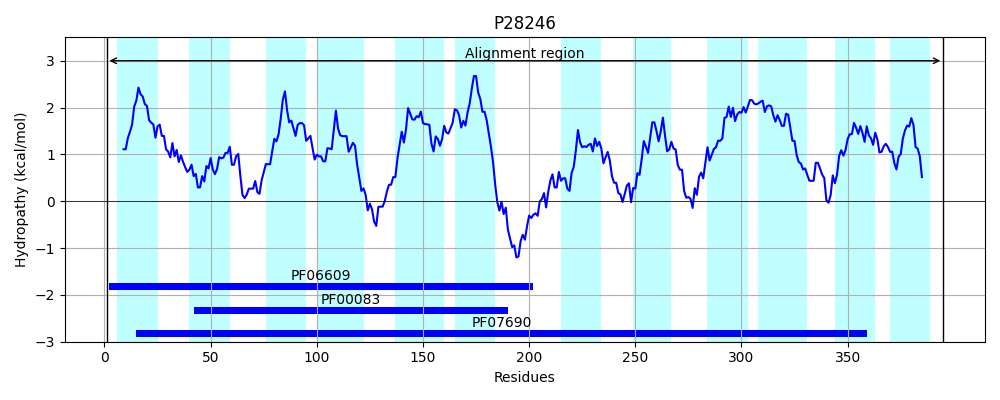 P28246
Alignment region
Hydropathy (kcal/mol)
3
2
1
0
−1
−2
−3
PF06609
PF00083
PF07690
0 50 100 150 200 250 300 350
Residues